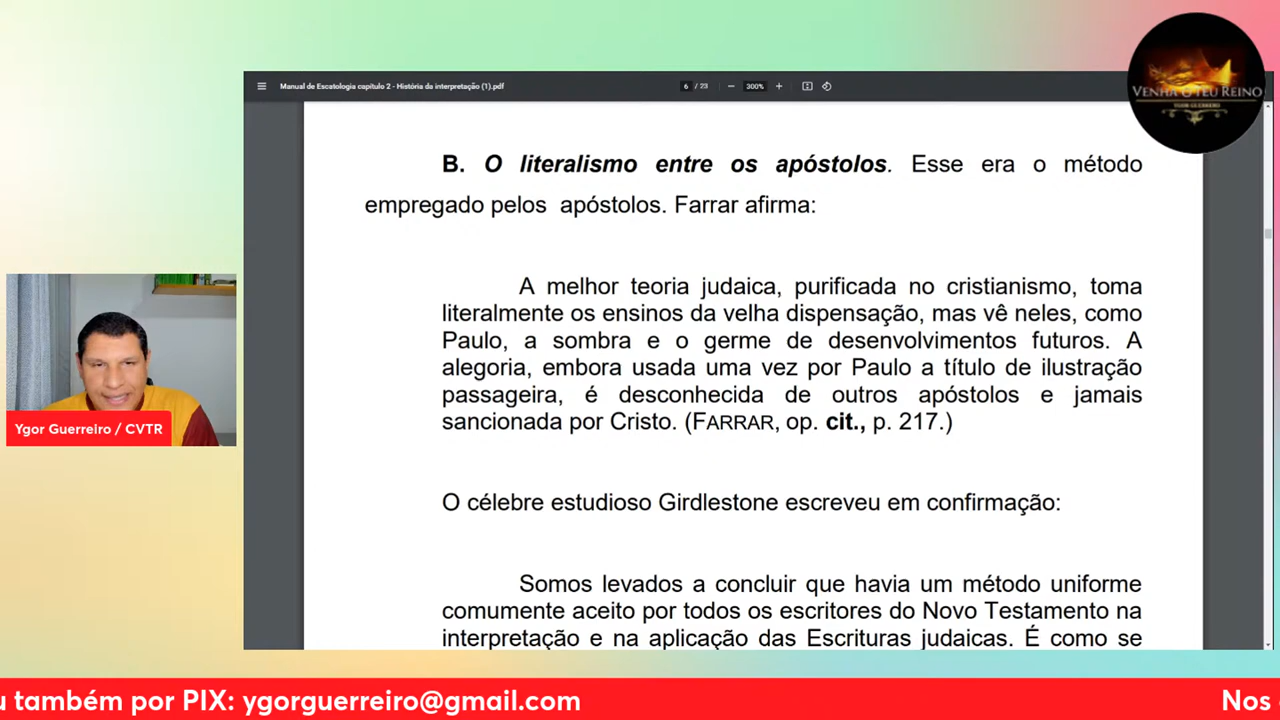 Manual de Escatologia capítulo 2 - História da interpretação (1).pdf
6 / 23
300%
VENHA O TEU REINO
YGOR GUERREIRO
B. O literalismo entre os apóstolos. Esse era o método
empregado pelos apóstolos. Farrar afirma:
A melhor teoria judaica, purificada no cristianismo, toma
literalmente os ensinos da velha dispensação, mas vê neles, como
Paulo, a sombra e o germe de desenvolvimentos futuros. A
alegoria, embora usada uma vez por Paulo a título de ilustração
passageira, é desconhecida de outros apóstolos e jamais
sancionada por Cristo. (FARRAR, op. cit., p. 217.)
O célebre estudioso Girdlestone escreveu em confirmação:
Somos levados a concluir que havia um método uniforme
comumente aceito por todos os escritores do Novo Testamento na
interpretação e na aplicação das Escrituras judaicas. É como se
Ygor Guerreiro / CVTR
u também por PIX: ygorguerreiro@gmail.com
Nos